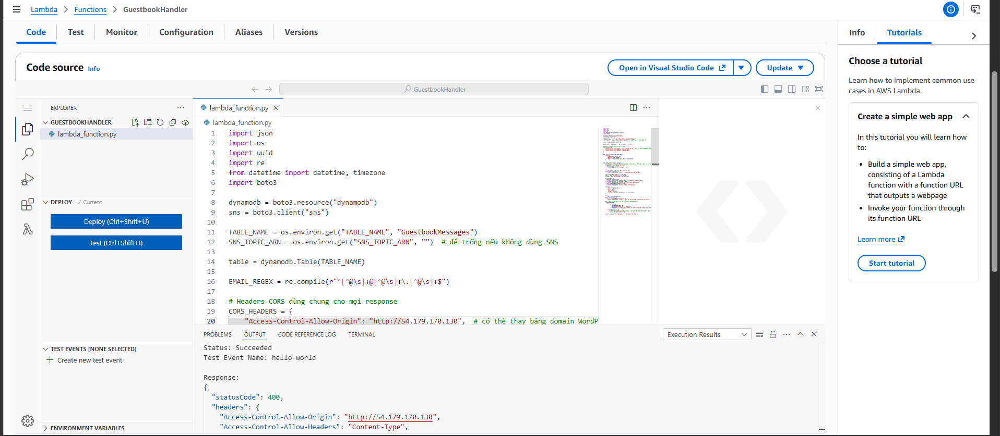 Lambda > Functions > GuestbookHandler
Code Test Monitor Configuration Aliases Versions
Code source Info
Open in Visual Studio Code
Update
GuestbookHandler
EXPLORER
GUESTBOOKHANDLER
lambda_function.py
DEPLOY ✓ Current
Deploy (Ctrl+Shift+U)
Test (Ctrl+Shift+I)
TEST EVENTS [NONE SELECTED]
Create new test event
ENVIRONMENT VARIABLES
lambda_function.py
lambda_function.py
1 import json
2 import os
3 import uuid
4 import re
5 from datetime import datetime, timezone
6 import boto3
7
8 dynamodb = boto3.resource("dynamodb")
9 sns = boto3.client("sns")
10
11 TABLE_NAME = os.environ.get("TABLE_NAME", "GuestbookMessages")
12 SNS_TOPIC_ARN = os.environ.get("SNS_TOPIC_ARN", "")  # để trống nếu không dùng SNS
13
14 table = dynamodb.Table(TABLE_NAME)
15
16 EMAIL_REGEX = re.compile(r"^[^@\s]+@[^@\s]+\.[^@\s]+$")
17
18 # Headers CORS dùng chung cho mọi response
19 CORS_HEADERS = {
20     "Access-Control-Allow-Origin": "http://54.179.170.130",  # có thể thay bằng domain WordP
PROBLEMS OUTPUT CODE REFERENCE LOG TERMINAL
Execution Results
Status: Succeeded
Test Event Name: hello-world
Response:
{
"statusCode": 400,
"headers": {
"Access-Control-Allow-Origin": "http://54.179.170.130",
"Access-Control-Allow-Headers": "Content-Type",
Info Tutorials
Choose a tutorial
Learn how to implement common use
cases in AWS Lambda.
Create a simple web app
In this tutorial you will learn how
to:
• Build a simple web app,
consisting of a Lambda
function with a function URL
that outputs a webpage
• Invoke your function through
its function URL
Learn more
Start tutorial